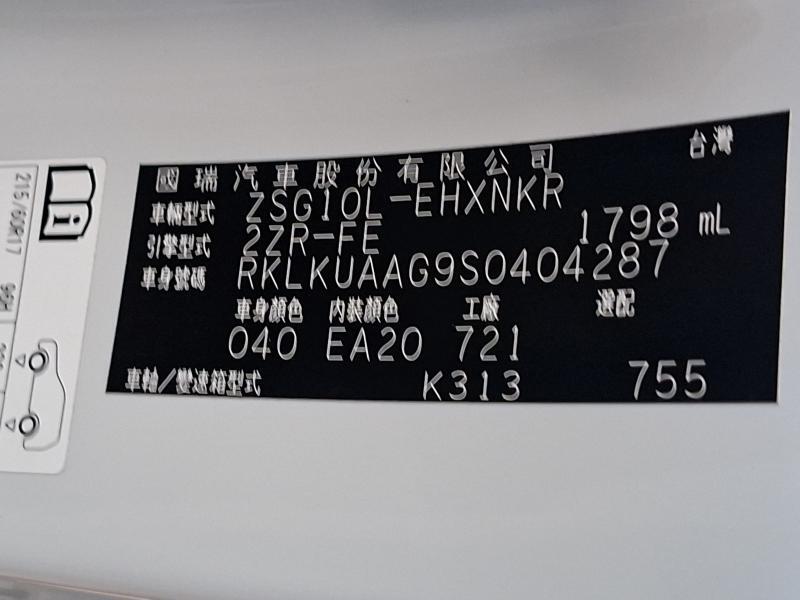 國瑞汽車股份有限公司 台灣
車輛型式 ZSG10L-EHXNKR
引擎型式 2ZR-FE 1798 mL
車身號碼 RKLKUAAG9S0404287
車身顏色 內裝顏色 工廠 選配
040 EA20 721
車軸/變速箱型式 K313 755
215/60R17